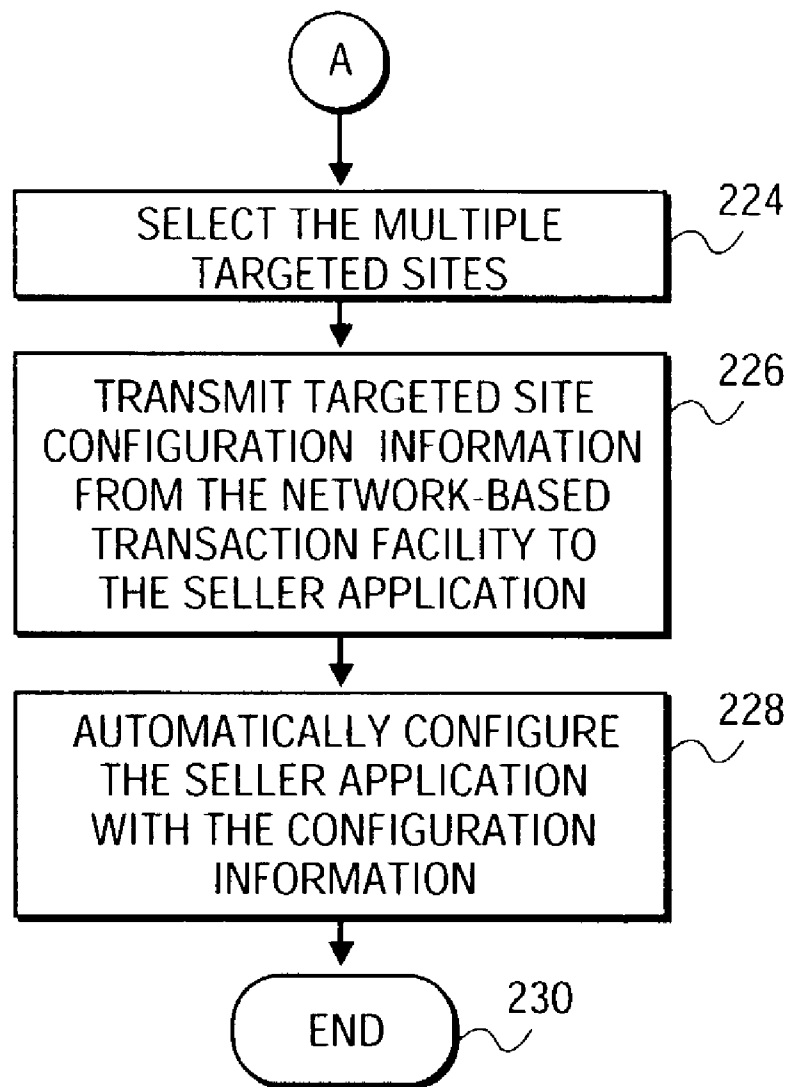 A
SELECT THE MULTIPLE
TARGETED SITES
224
TRANSMIT TARGETED SITE
CONFIGURATION INFORMATION
FROM THE NETWORK-BASED
TRANSACTION FACILITY TO
THE SELLER APPLICATION
226
AUTOMATICALLY CONFIGURE
THE SELLER APPLICATION
WITH THE CONFIGURATION
INFORMATION
228
END
230